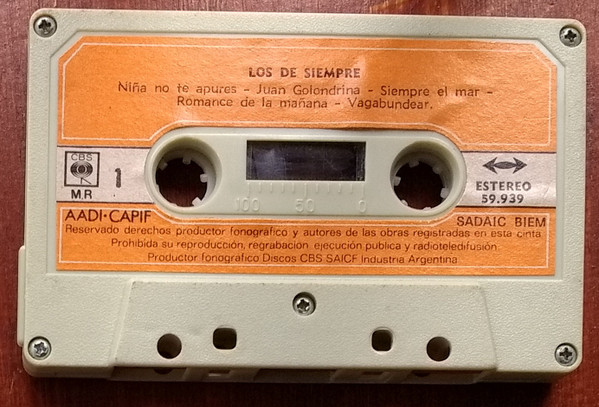 LOS DE SIEMPRE
Niña no te apures - Juan Golondrina - Siempre el mar -
Romance de la mañana - Vagabundear.
CBS
M.R
1
100 50 0
ESTEREO
59.939
AADI·CAPIF
SADAIC BIEM
Reservado derechos productor fonográfico y autores de las obras registradas en esta cinta
Prohibida su reproducción, regrabación, ejecución publica y radioteledifusión.
Productor fonográfico Discos CBS SAICF Industria Argentina